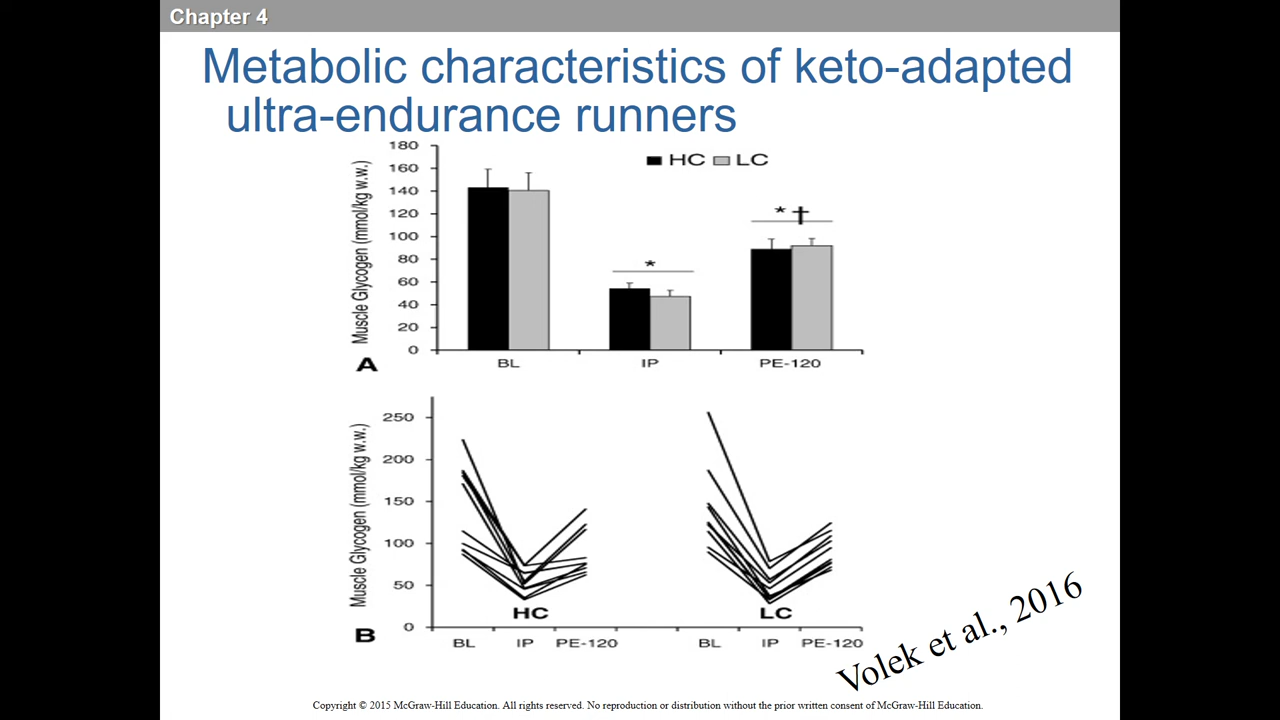 Chapter 4
Metabolic characteristics of keto-adapted
ultra-endurance runners
180
160
140
120
100
80
60
40
20
0
Muscle Glycogen (mmol/kg w.w.)
HC LC
*
* †
BL IP PE-120
A
250
200
150
100
50
0
Muscle Glycogen (mmol/kg w.w.)
HC LC
BL IP PE-120 BL IP PE-120
B
Volek et al., 2016
Copyright © 2015 McGraw-Hill Education. All rights reserved. No reproduction or distribution without the prior written consent of McGraw-Hill Education.